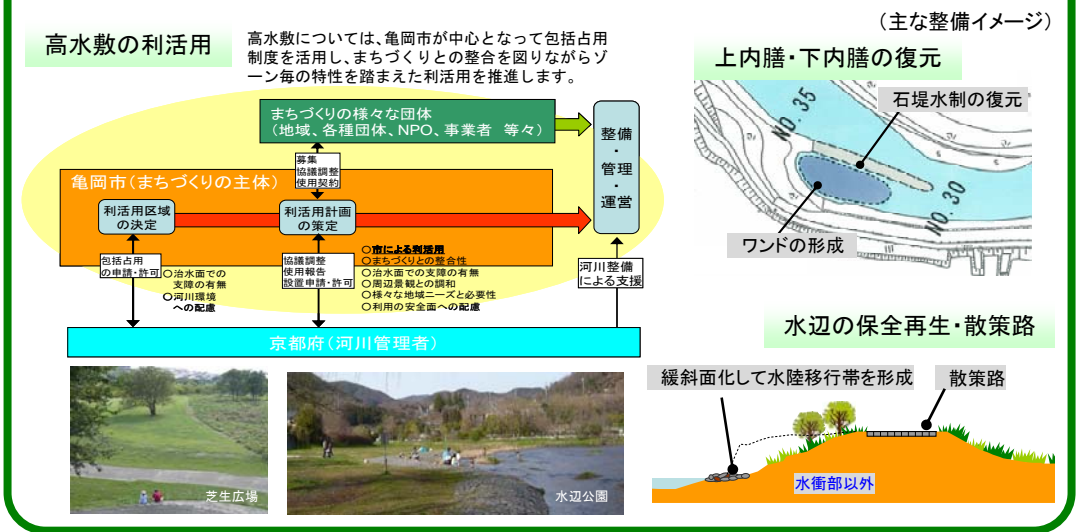 (主な整備イメージ)
高水敷の利活用
高水敷については、亀岡市が中心となって包括占用
制度を活用し、まちづくりとの整合を図りながらゾ
ーン毎の特性を踏まえた利活用を推進します。
まちづくりの様々な団体
(地域、各種団体、NPO、事業者 等々)
整備
・
管理
・
運営
募集
協議調整
使用契約
亀岡市(まちづくりの主体)
利活用区域
の決定
利活用計画
の策定
包括占用
の申請・許可
○治水面での
支障の有無
○河川環境
への配慮
協議調整
使用報告
設置申請・許可
○市による利活用
○まちづくりとの整合性
○治水面での支障の有無
○周辺景観との調和
○様々な地域ニーズと必要性
○利用の安全面への配慮
河川整備
による支援
京都府(河川管理者)
芝生広場
水辺公園
上内膳・下内膳の復元
石堤水制の復元
NO.35
NO.30
ワンドの形成
水辺の保全再生・散策路
緩斜面化して水陸移行帯を形成
散策路
水衝部以外